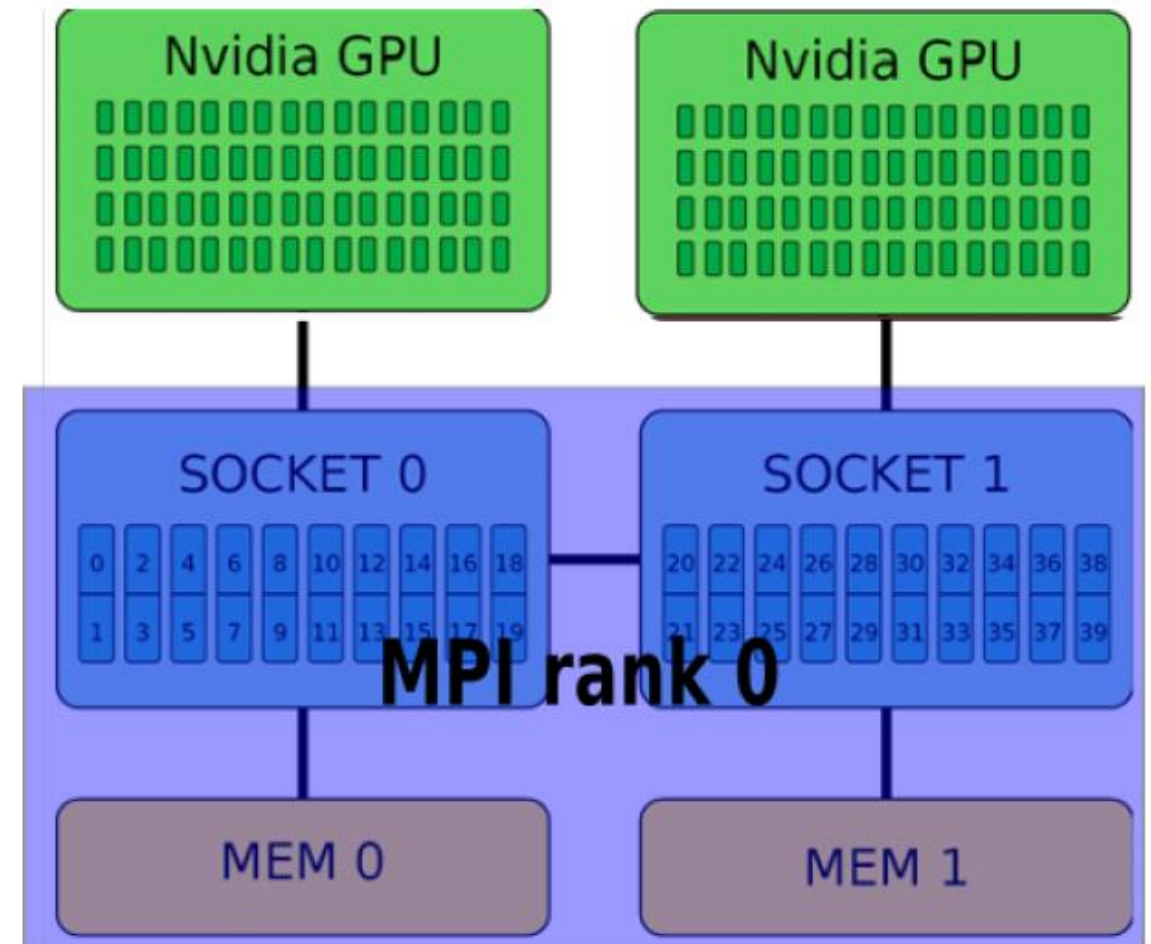 Nvidia GPU
Nvidia GPU
SOCKET 0
0 2 4 6 8 10 12 14 16 18
1 3 5 7 9 11 13 15 17 19
SOCKET 1
20 22 24 26 28 30 32 34 36 38
21 23 25 27 29 31 33 35 37 39
MPI rank 0
MEM 0
MEM 1